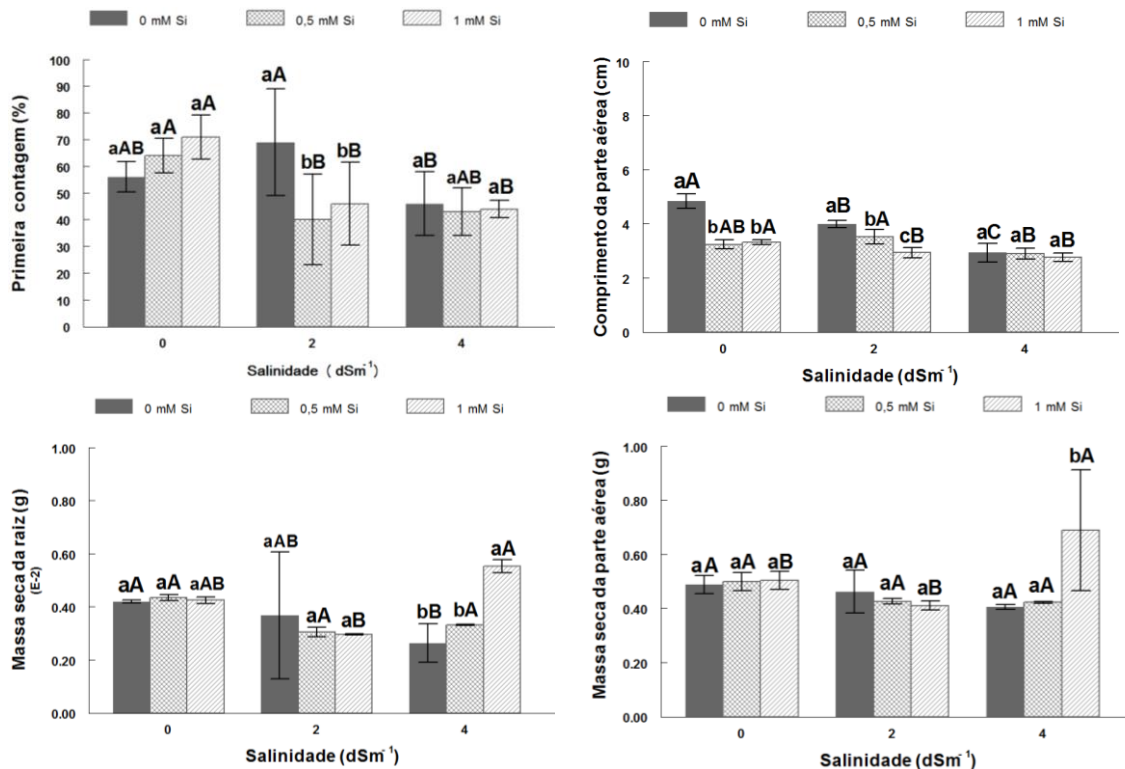 0 mM Si 0,5 mM Si 1 mM Si
Primeira contagem (%)
100
90
80
70
60
50
40
30
20
10
0
aAB aA aA aA bB bB aB aAB aB
0 2 4
Salinidade ( dSm⁻¹)
0 mM Si 0,5 mM Si 1 mM Si
Comprimento da parte aérea (cm)
10
8
6
4
2
0
aA bAB bA aB bA cB aC aB aB
0 2 4
Salinidade (dSm⁻¹)
0 mM Si 0,5 mM Si 1 mM Si
Massa seca da raiz (g)
(E-2)
1.00
0.80
0.60
0.40
0.20
0.00
aA aA aAB aAB aA aB bB bA aA
0 2 4
Salinidade (dSm⁻¹)
0 mM Si 0,5 mM Si 1 mM Si
Massa seca da parte aérea (g)
1.00
0.80
0.60
0.40
0.20
0.00
aA aA aB aA aA aB aA aA bA
0 2 4
Salinidade (dSm⁻¹)